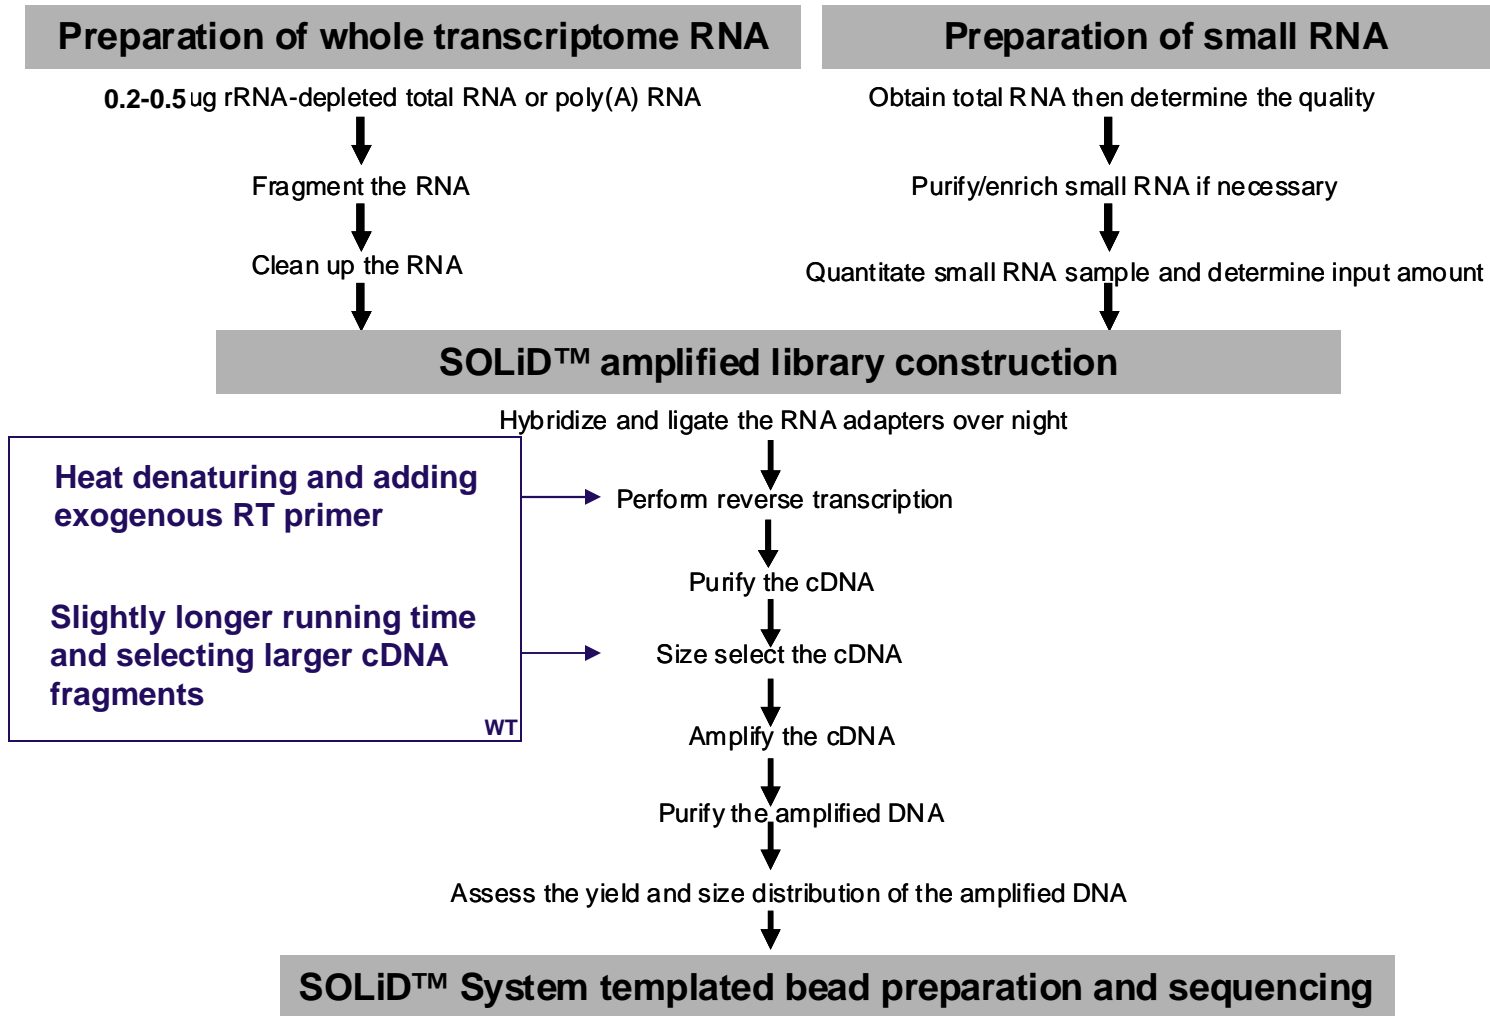 Preparation of whole transcriptome RNA
0.2-0.5ug rRNA-depleted total RNA or poly(A) RNA
Fragment the RNA
Clean up the RNA
Preparation of small RNA
Obtain total RNA then determine the quality
Purify/enrich small RNA if necessary
Quantitate small RNA sample and determine input amount
SOLiD™ amplified library construction
Hybridize and ligate the RNA adapters over night
Heat denaturing and adding
exogenous RT primer
Perform reverse transcription
Purify the cDNA
Slightly longer running time
and selecting larger cDNA
fragments
WT
Size select the cDNA
Amplify the cDNA
Purify the amplified DNA
Assess the yield and size distribution of the amplified DNA
SOLiD™ System templated bead preparation and sequencing